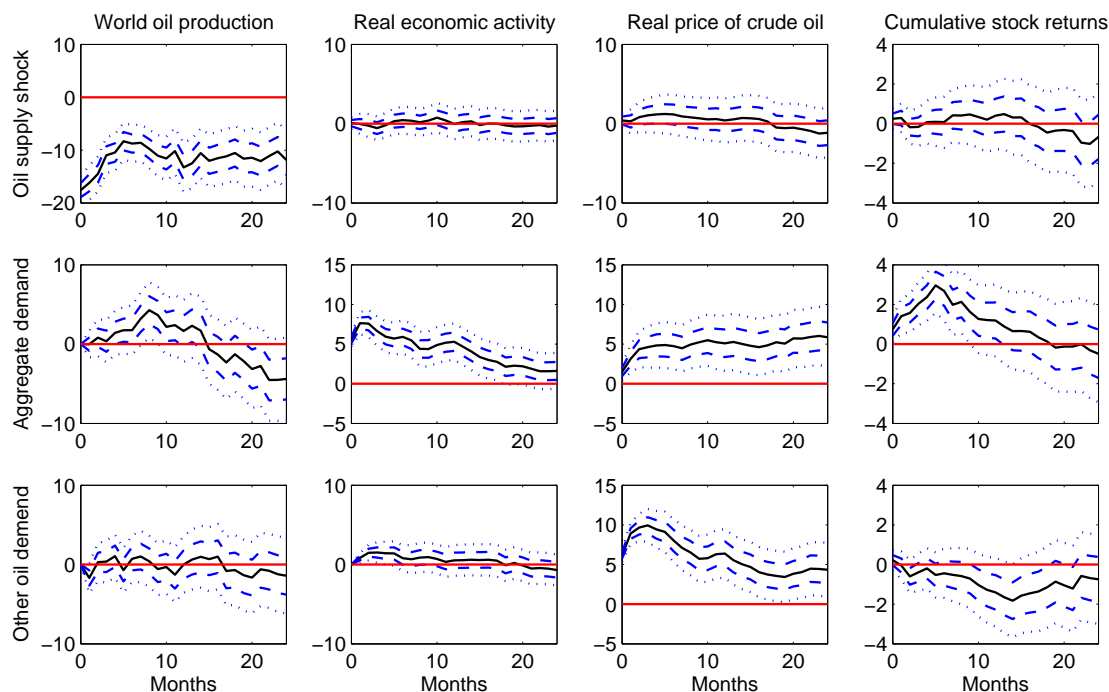 World oil production
Real economic activity
Real price of crude oil
Cumulative stock returns
Oil supply shock
10
0
−10
−20
0 10 20
10
0
−10
0 10 20
10
0
−10
0 10 20
4
2
0
−2
−4
0 10 20
Aggregate demand
10
0
−10
0 10 20
15
10
5
0
−5
0 10 20
15
10
5
0
−5
0 10 20
4
2
0
−2
−4
0 10 20
Other oil demend
10
0
−10
0 10 20
Months
10
0
−10
0 10 20
Months
15
10
5
0
−5
0 10 20
Months
4
2
0
−2
−4
0 10 20
Months